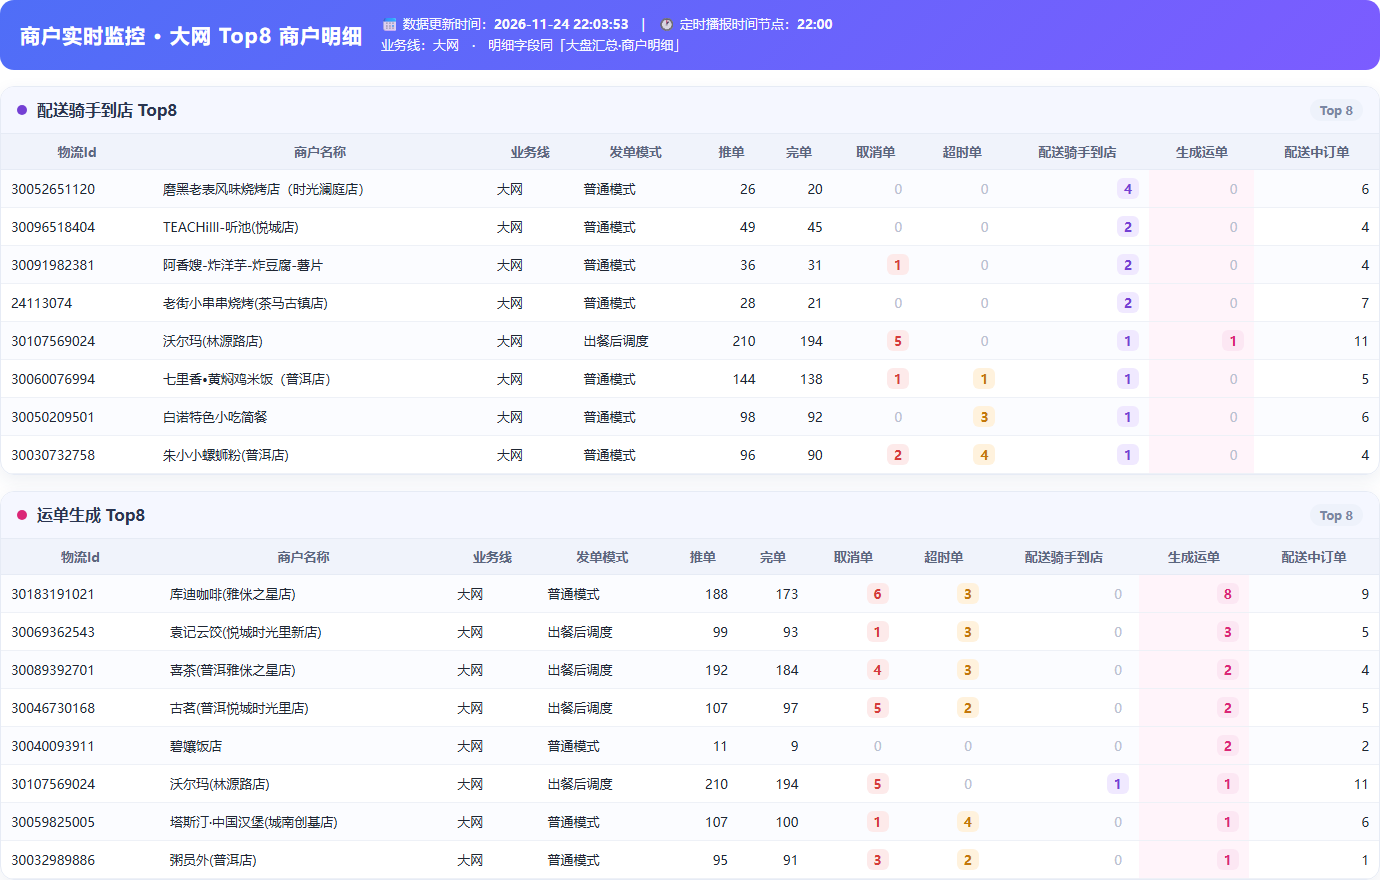 商户实时监控 • 大网 Top8 商户明细
数据更新时间：2026-11-24 22:03:53 | 定时播报时间节点：22:00
业务线：大网 · 明细字段同「大盘汇总·商户明细」
配送骑手到店 Top8
Top 8
物流Id 商户名称 业务线 发单模式 推单 完单 取消单 超时单 配送骑手到店 生成运单 配送中订单
30052651120 磨黑老表风味烧烤店（时光澜庭店） 大网 普通模式 26 20 0 0 4 0 6
30096518404 TEACHilll-听池(悦城店) 大网 普通模式 49 45 0 0 2 0 4
30091982381 阿香嫂-炸洋芋-炸豆腐-薯片 大网 普通模式 36 31 1 0 2 0 4
24113074 老街小串串烧烤(茶马古镇店) 大网 普通模式 28 21 0 0 2 0 7
30107569024 沃尔玛(林源路店) 大网 出餐后调度 210 194 5 0 1 1 11
30060076994 七里香•黄焖鸡米饭（普洱店） 大网 普通模式 144 138 1 1 1 0 5
30050209501 白诺特色小吃简餐 大网 普通模式 98 92 0 3 1 0 6
30030732758 朱小小螺蛳粉(普洱店) 大网 普通模式 96 90 2 4 1 0 4
运单生成 Top8
Top 8
物流Id 商户名称 业务线 发单模式 推单 完单 取消单 超时单 配送骑手到店 生成运单 配送中订单
30183191021 库迪咖啡(雅侎之星店) 大网 普通模式 188 173 6 3 0 8 9
30069362543 袁记云饺(悦城时光里新店) 大网 出餐后调度 99 93 1 3 0 3 5
30089392701 喜茶(普洱雅侎之星店) 大网 出餐后调度 192 184 4 3 0 2 4
30046730168 古茗(普洱悦城时光里店) 大网 出餐后调度 107 97 5 2 0 2 5
30040093911 碧孃饭店 大网 普通模式 11 9 0 0 0 2 2
30107569024 沃尔玛(林源路店) 大网 出餐后调度 210 194 5 0 1 1 11
30059825005 塔斯汀·中国汉堡(城南创基店) 大网 普通模式 107 100 1 4 0 1 6
30032989886 粥员外(普洱店) 大网 普通模式 95 91 3 2 0 1 1